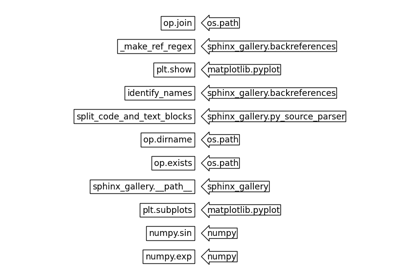 op.join os.path
_make_ref_regex sphinx_gallery.backreferences
plt.show matplotlib.pyplot
identify_names sphinx_gallery.backreferences
split_code_and_text_blocks sphinx_gallery.py_source_parser
op.dirname os.path
op.exists os.path
sphinx_gallery.__path__ sphinx_gallery
plt.subplots matplotlib.pyplot
numpy.sin numpy
numpy.exp numpy